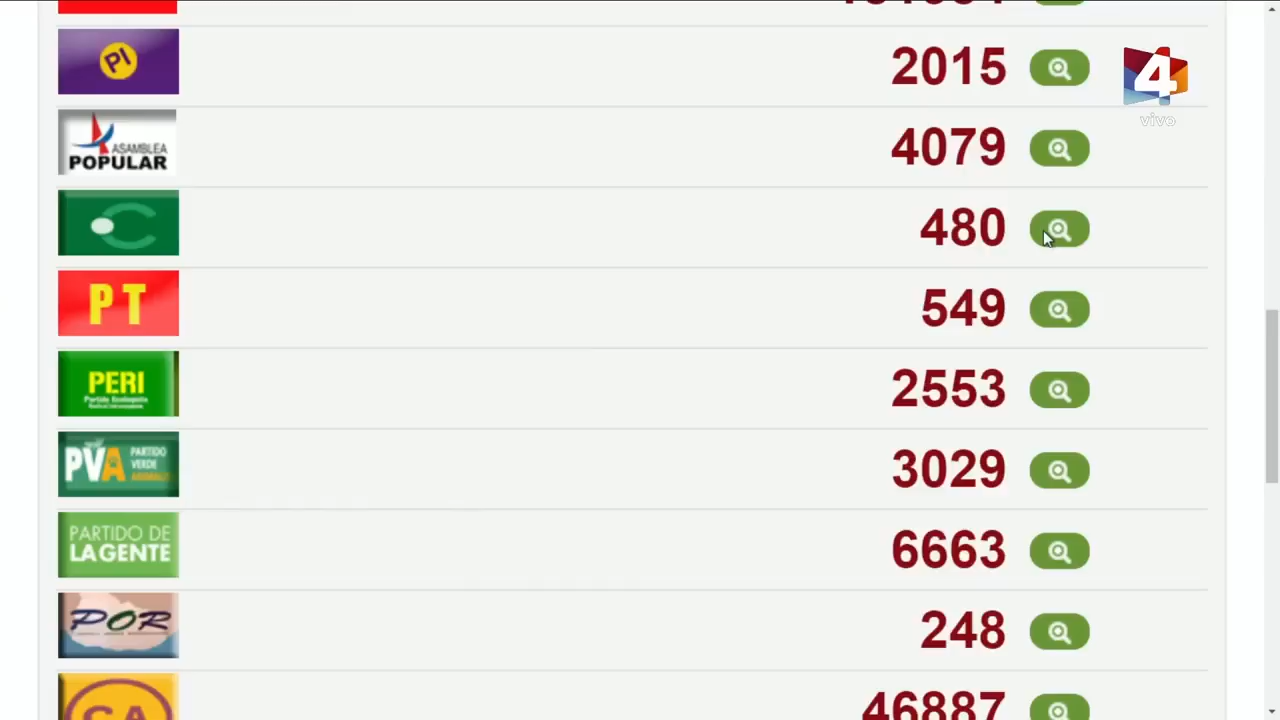 PI
2015
4
vivo
ASAMBLEA
POPULAR
4079
480
PT
549
PERI
2553
PVA
PARTIDO
VERDE
3029
PARTIDO DE
LA GENTE
6663
POR
248
CA
46887